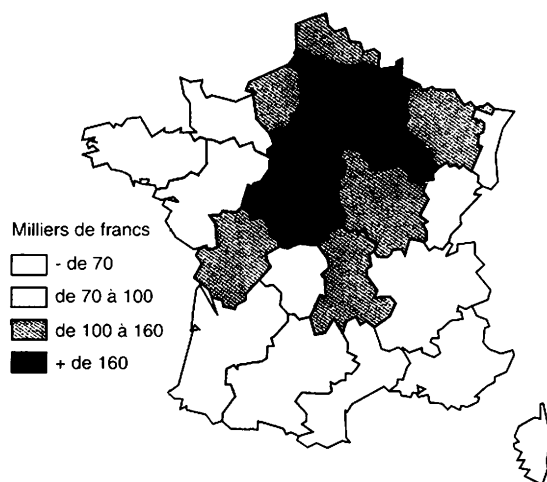 Milliers de francs
- de 70
de 70 à 100
de 100 à 160
+ de 160